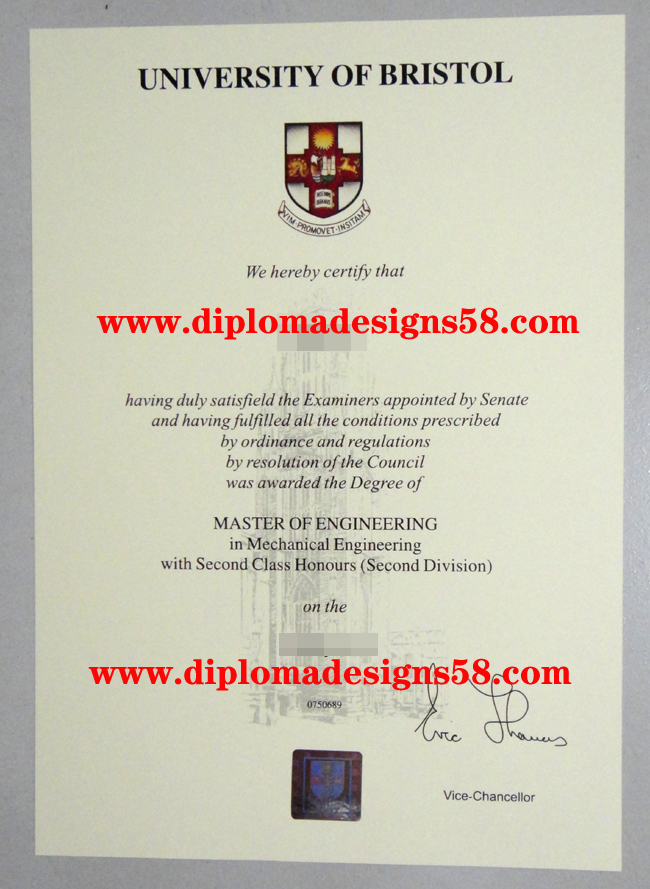 UNIVERSITY OF BRISTOL
VIM·PROMOVET·INSITAM
We hereby certify that
www.diplomadesigns58.com
having duly satisfield the Examiners appointed by Senate
and having fulfilled all the conditions prescribed
by ordinance and regulations
by resolution of the Council
was awarded the Degree of
MASTER OF ENGINEERING
in Mechanical Engineering
with Second Class Honours (Second Division)
on the
www.diplomadesigns58.com
0750689
Eric Thomas
Vice-Chancellor